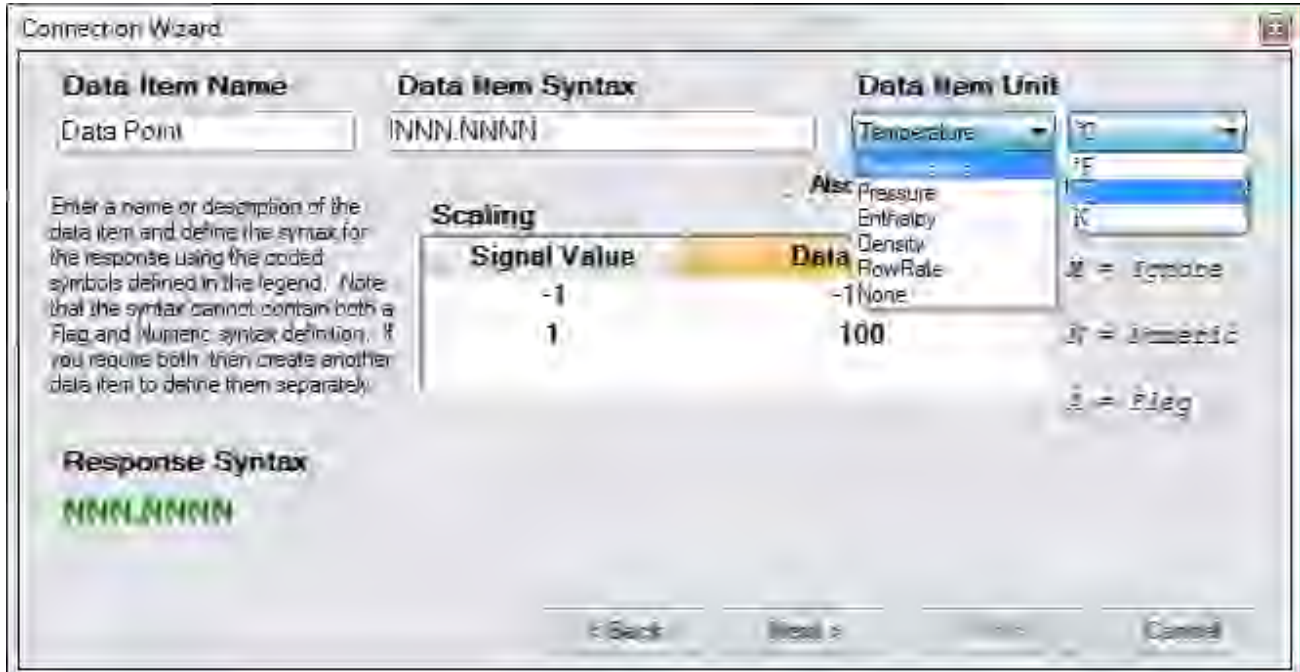 Connection Wizard
Data Item Name
Data Item Syntax
Data Item Unit
Data Point
NNN.NNNN
Temperature
°C
Pressure
Enthalpy
Density
FlowRate
None
°F
K
Enter a name or description of the
data item and define the syntax for
the response using the coded
symbols defined in the legend. Note
that the syntax cannot contain both a
Flag and Numeric syntax definition. If
you require both, then create another
data item to define them separately.
Scaling
Signal Value
Data
-1
-1
1
100
= Ignore
N = Numeric
= Flag
Response Syntax
NNN.NNNN
< Back
Next >
Cancel